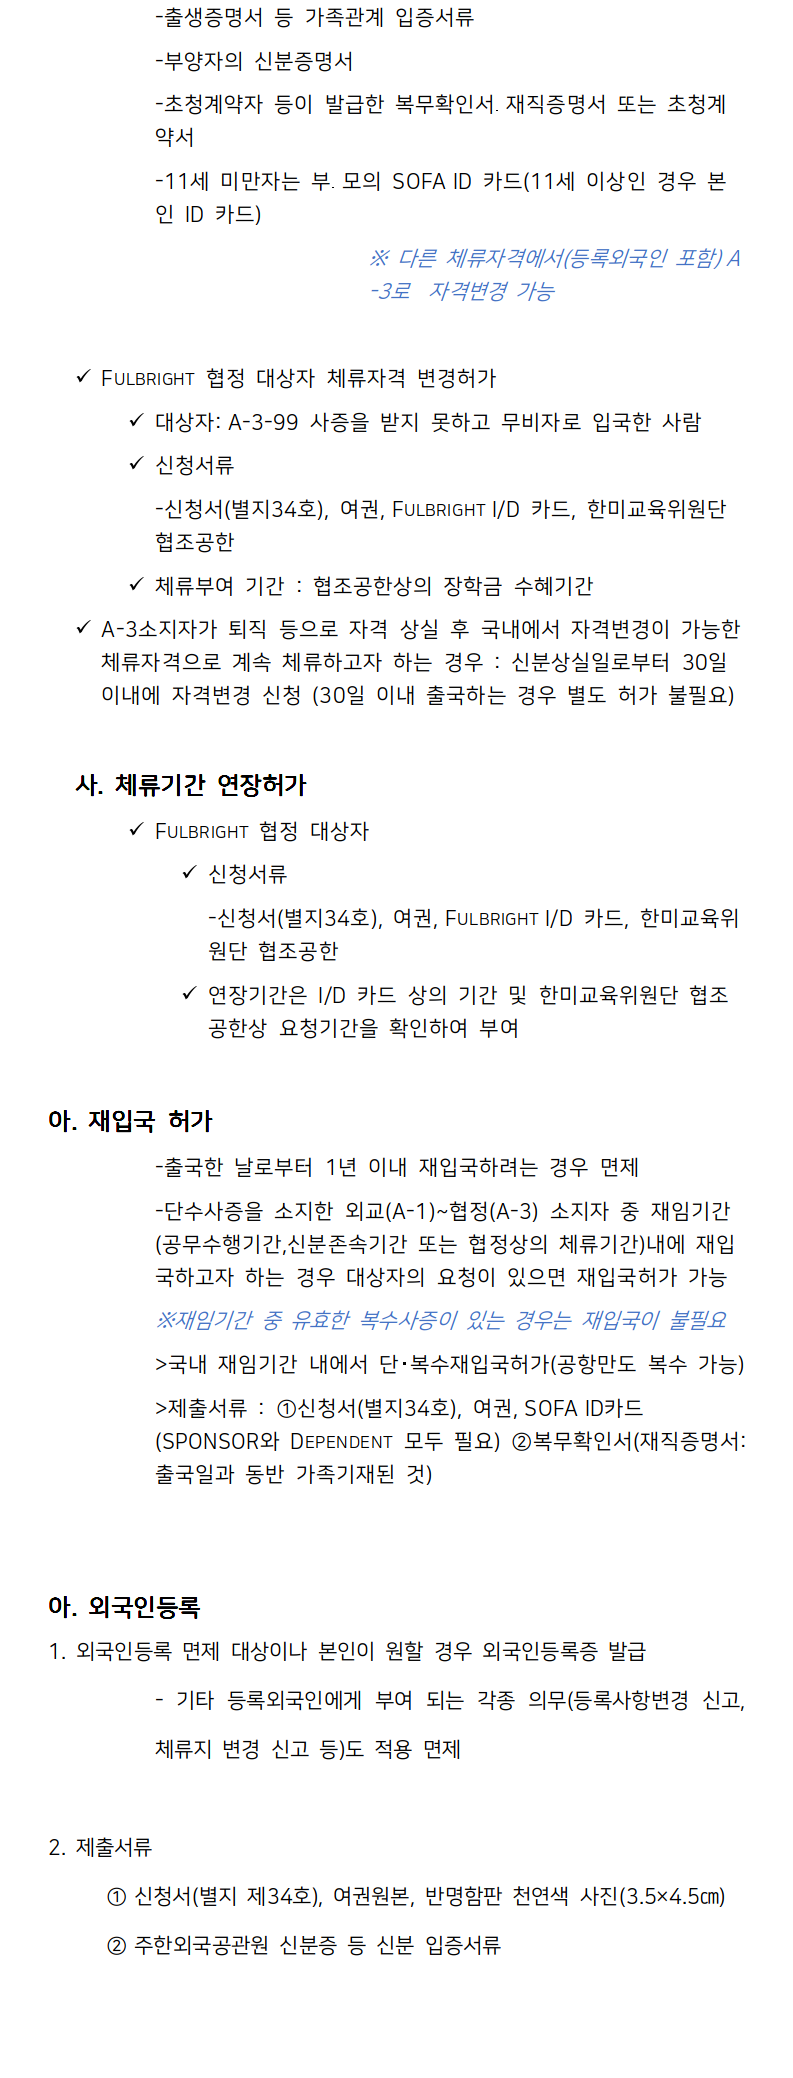 -출생증명서 등 가족관계 입증서류
-부양자의 신분증명서
-초청계약자 등이 발급한 복무확인서. 재직증명서 또는 초청계
약서
-11세 미만자는 부. 모의 SOFA ID 카드(11세 이상인 경우 본
인 ID 카드)
※ 다른 체류자격에서(등록외국인 포함) A
-3로 자격변경 가능
✓ FULBRIGHT 협정 대상자 체류자격 변경허가
✓ 대상자: A-3-99 사증을 받지 못하고 무비자로 입국한 사람
✓ 신청서류
-신청서(별지34호), 여권, FULBRIGHT I/D 카드, 한미교육위원단
협조공한
✓ 체류부여 기간 : 협조공한상의 장학금 수혜기간
✓ A-3소지자가 퇴직 등으로 자격 상실 후 국내에서 자격변경이 가능한
체류자격으로 계속 체류하고자 하는 경우 : 신분상실일로부터 30일
이내에 자격변경 신청 (30일 이내 출국하는 경우 별도 허가 불필요)
사. 체류기간 연장허가
✓ FULBRIGHT 협정 대상자
✓ 신청서류
-신청서(별지34호), 여권, FULBRIGHT I/D 카드, 한미교육위
원단 협조공한
✓ 연장기간은 I/D 카드 상의 기간 및 한미교육위원단 협조
공한상 요청기간을 확인하여 부여
아. 재입국 허가
-출국한 날로부터 1년 이내 재입국하려는 경우 면제
-단수사증을 소지한 외교(A-1)~협정(A-3) 소지자 중 재임기간
(공무수행기간,신분존속기간 또는 협정상의 체류기간)내에 재입
국하고자 하는 경우 대상자의 요청이 있으면 재입국허가 가능
※재임기간 중 유효한 복수사증이 있는 경우는 재입국이 불필요
>국내 재임기간 내에서 단·복수재입국허가(공항만도 복수 가능)
>제출서류 : ①신청서(별지34호), 여권, SOFA ID카드
(SPONSOR와 DEPENDENT 모두 필요) ②복무확인서(재직증명서:
출국일과 동반 가족기재된 것)
아. 외국인등록
1. 외국인등록 면제 대상이나 본인이 원할 경우 외국인등록증 발급
- 기타 등록외국인에게 부여 되는 각종 의무(등록사항변경 신고,
체류지 변경 신고 등)도 적용 면제
2. 제출서류
① 신청서(별지 제34호), 여권원본, 반명함판 천연색 사진(3.5×4.5㎝)
② 주한외국공관원 신분증 등 신분 입증서류